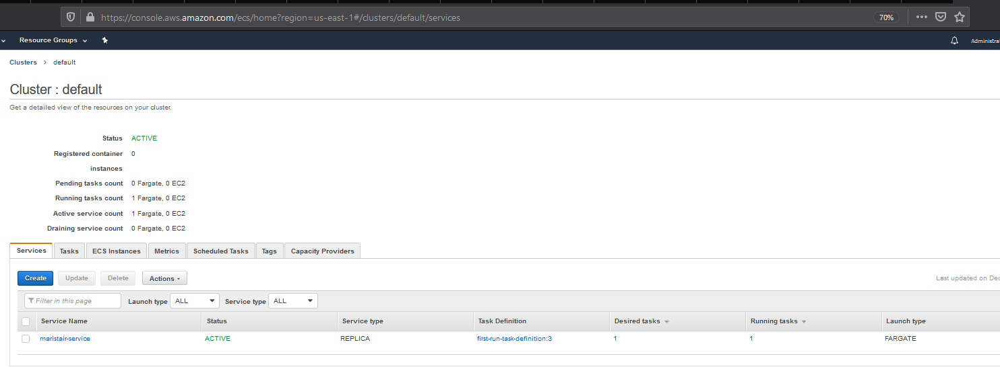 https://console.aws.amazon.com/ecs/home?region=us-east-1#/clusters/default/services 70%
Resource Groups
Clusters > default
Cluster : default
Get a detailed view of the resources on your cluster.
Status ACTIVE
Registered container 0
instances
Pending tasks count 0 Fargate, 0 EC2
Running tasks count 1 Fargate, 0 EC2
Active service count 1 Fargate, 0 EC2
Draining service count 0 Fargate, 0 EC2
Services Tasks ECS Instances Metrics Scheduled Tasks Tags Capacity Providers
Create Update Delete Actions
Last updated on
Filter in this page Launch type ALL Service type ALL
Service Name Status Service type Task Definition Desired tasks Running tasks Launch type
maristair-service ACTIVE REPLICA first-run-task-definition:3 1 1 FARGATE